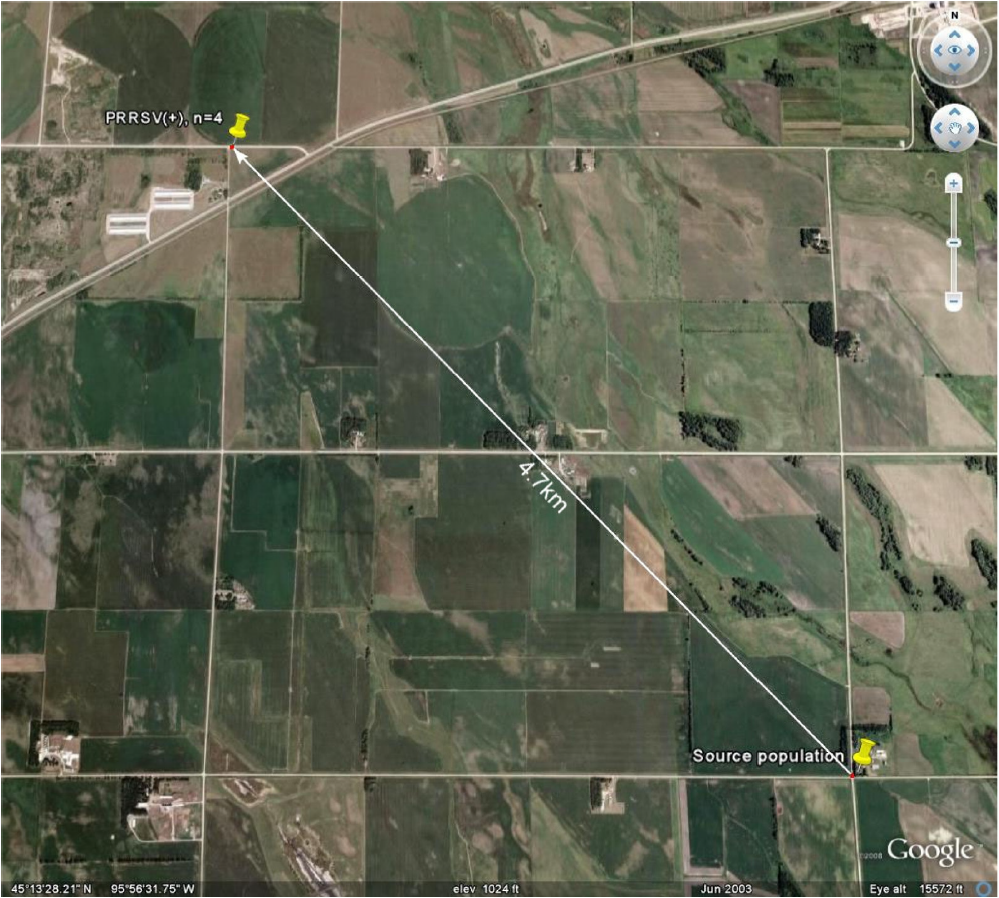 N
PRRSV(+), n=4
4.7km
Source population
©2008 Google
45°13'28.21" N 95°56'31.75" W elev 1024 ft Jun 2003 Eye alt 15572 ft